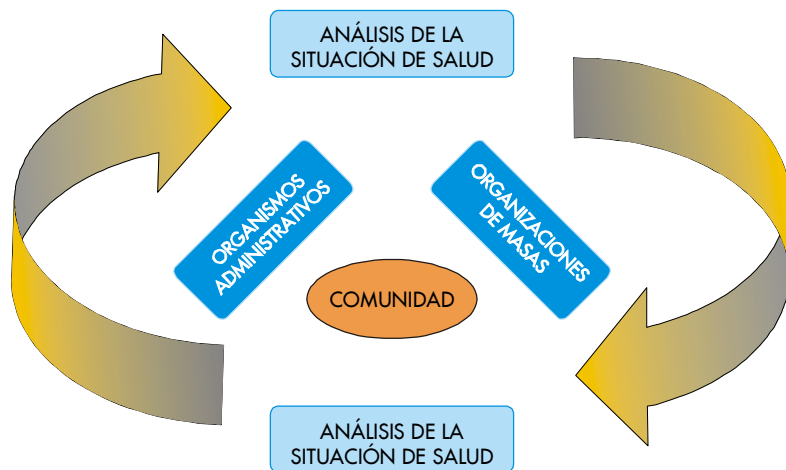 ANÁLISIS DE LA
SITUACIÓN DE SALUD
ORGANISMOS
ADMINISTRATIVOS
ORGANIZACIONES
DE MASAS
COMUNIDAD
ANÁLISIS DE LA
SITUACIÓN DE SALUD